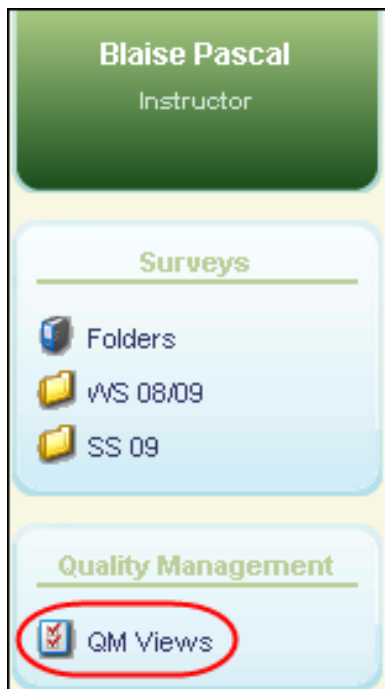 Blaise Pascal
Instructor
Surveys
Folders
WS 08/09
SS 09
Quality Management
QM Views